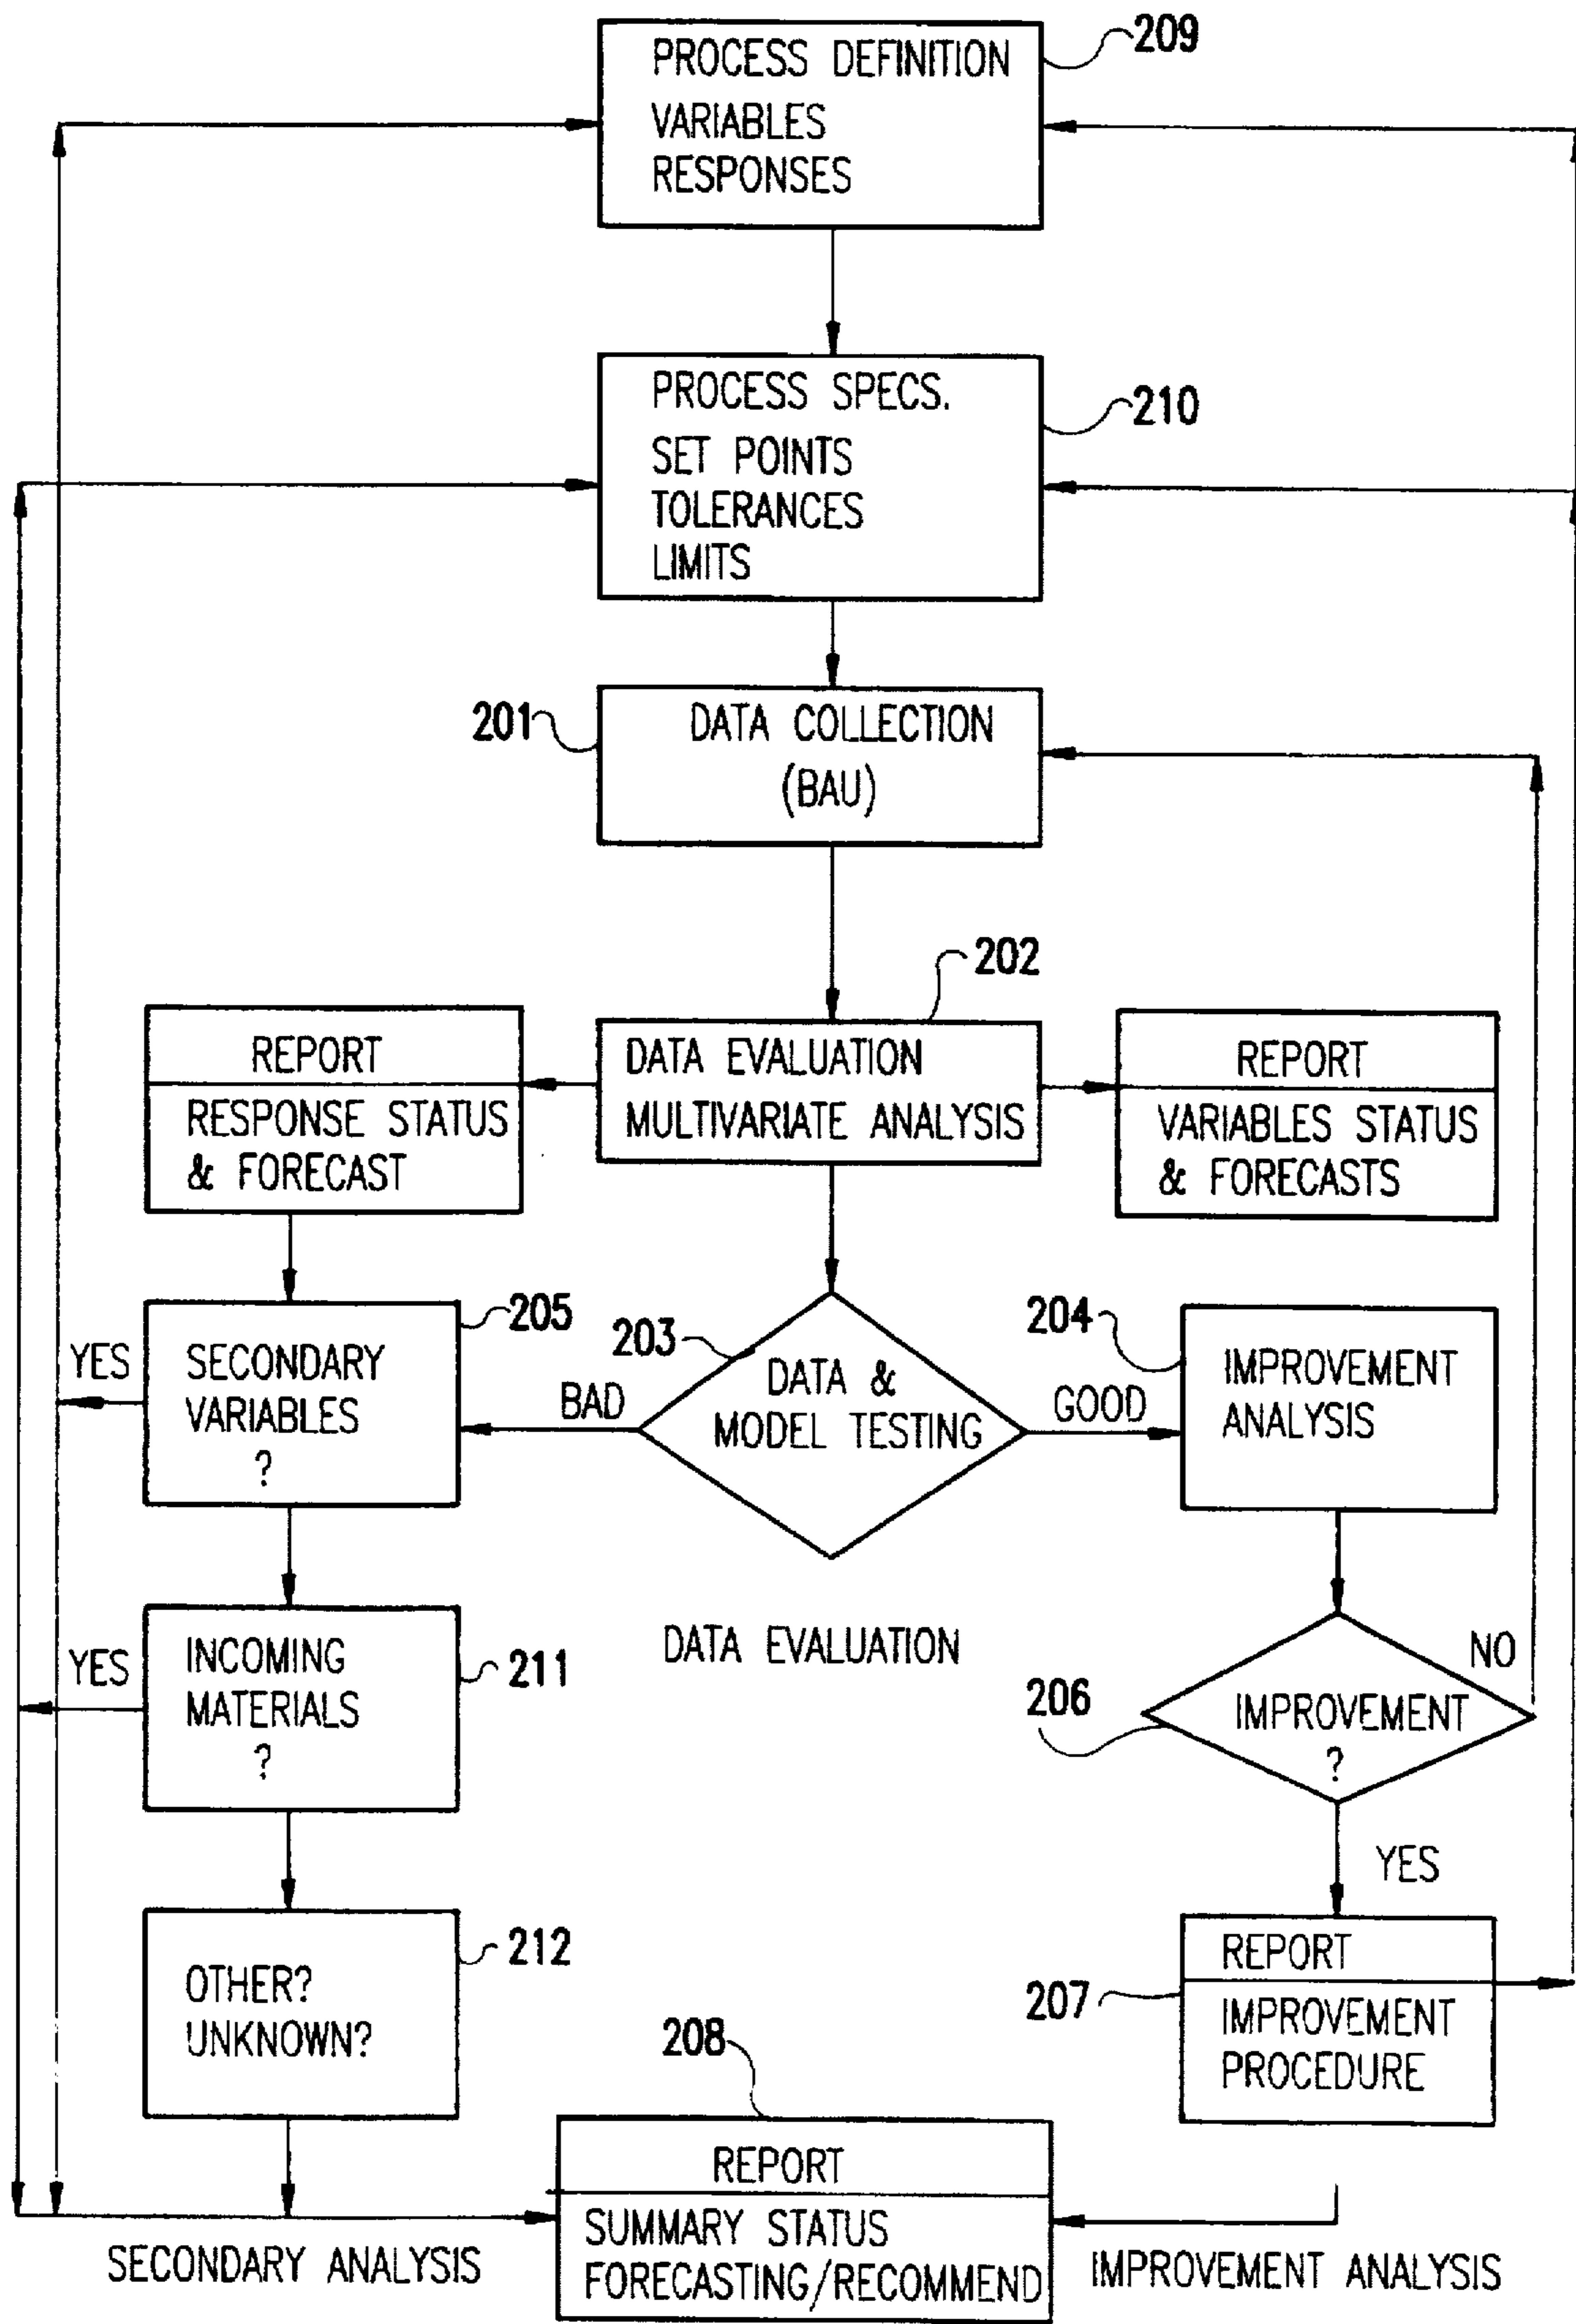 209
PROCESS DEFINITION
VARIABLES
RESPONSES
210
PROCESS SPECS.
SET POINTS
TOLERANCES
LIMITS
201
DATA COLLECTION
(BAU)
202
REPORT
RESPONSE STATUS
& FORECAST
DATA EVALUATION
MULTIVARIATE ANALYSIS
REPORT
VARIABLES STATUS
& FORECASTS
205
YES
SECONDARY
VARIABLES
?
BAD
203
DATA &
MODEL TESTING
GOOD
204
IMPROVEMENT
ANALYSIS
YES
INCOMING
MATERIALS
?
211
DATA EVALUATION
206
IMPROVEMENT
?
NO
YES
212
OTHER?
UNKNOWN?
207
REPORT
IMPROVEMENT
PROCEDURE
208
REPORT
SUMMARY STATUS
FORECASTING/RECOMMEND
SECONDARY ANALYSIS
IMPROVEMENT ANALYSIS